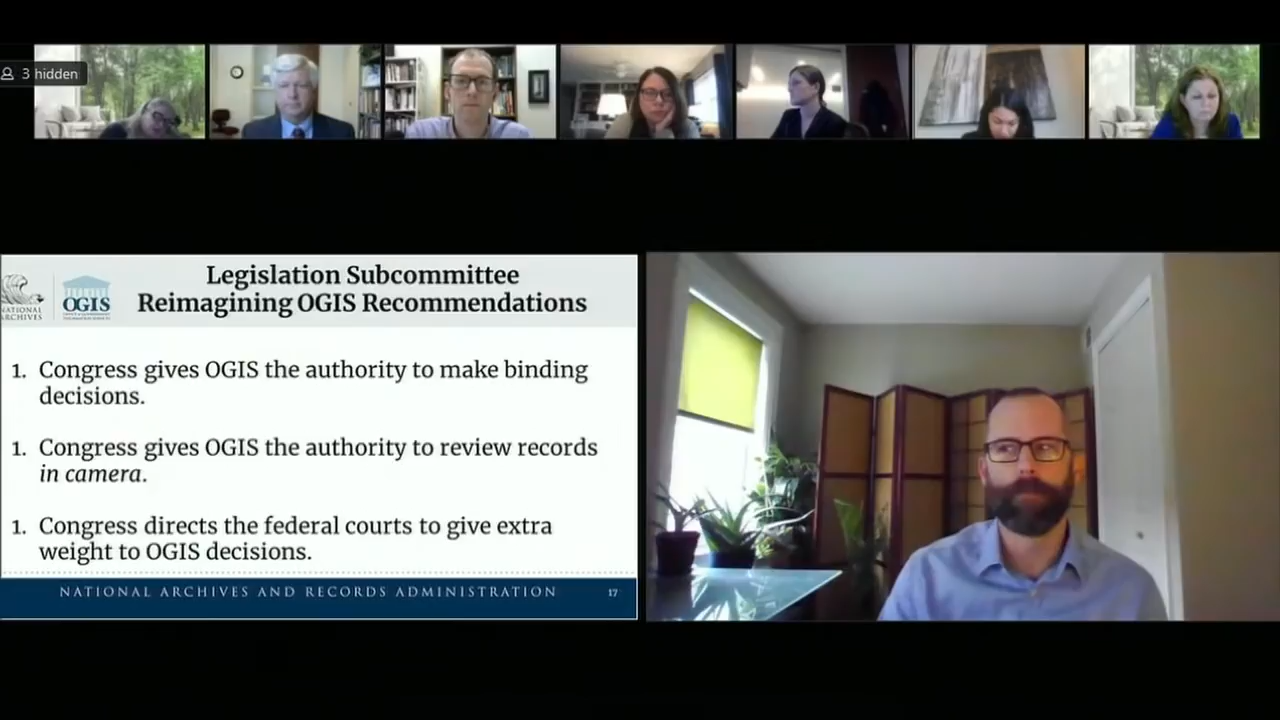 3 hidden
NATIONAL
ARCHIVES
OGIS
Legislation Subcommittee
Reimagining OGIS Recommendations
1. Congress gives OGIS the authority to make binding
decisions.
1. Congress gives OGIS the authority to review records
in camera.
1. Congress directs the federal courts to give extra
weight to OGIS decisions.
NATIONAL ARCHIVES AND RECORDS ADMINISTRATION
17